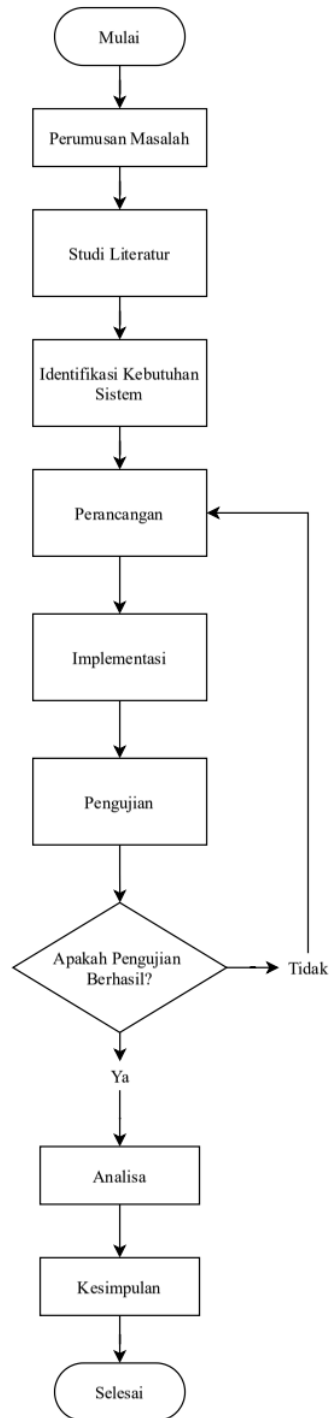 Mulai
Perumusan Masalah
Studi Literatur
Identifikasi Kebutuhan
Sistem
Perancangan
Implementasi
Pengujian
Apakah Pengujian
Berhasil?
Tidak
Ya
Analisa
Kesimpulan
Selesai